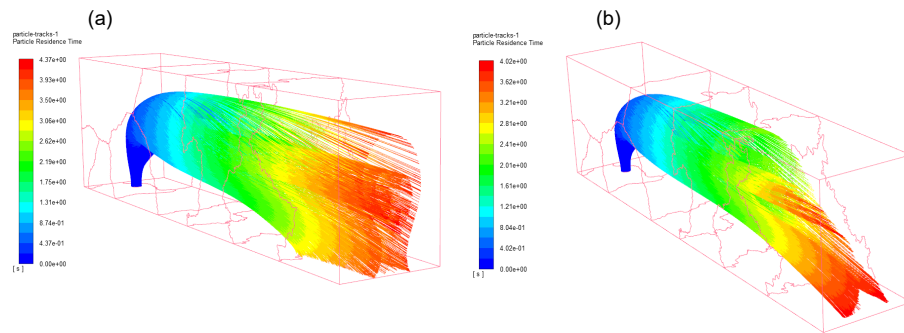 (a)
particle-tracks-1
Particle Residence Time
4.37e+00
3.93e+00
3.50e+00
3.06e+00
2.62e+00
2.19e+00
1.75e+00
1.31e+00
8.74e-01
4.37e-01
0.00e+00
[ s ]
(b)
particle-tracks-1
Particle Residence Time
4.02e+00
3.62e+00
3.21e+00
2.81e+00
2.41e+00
2.01e+00
1.61e+00
1.21e+00
8.04e-01
4.02e-01
0.00e+00
[ s ]